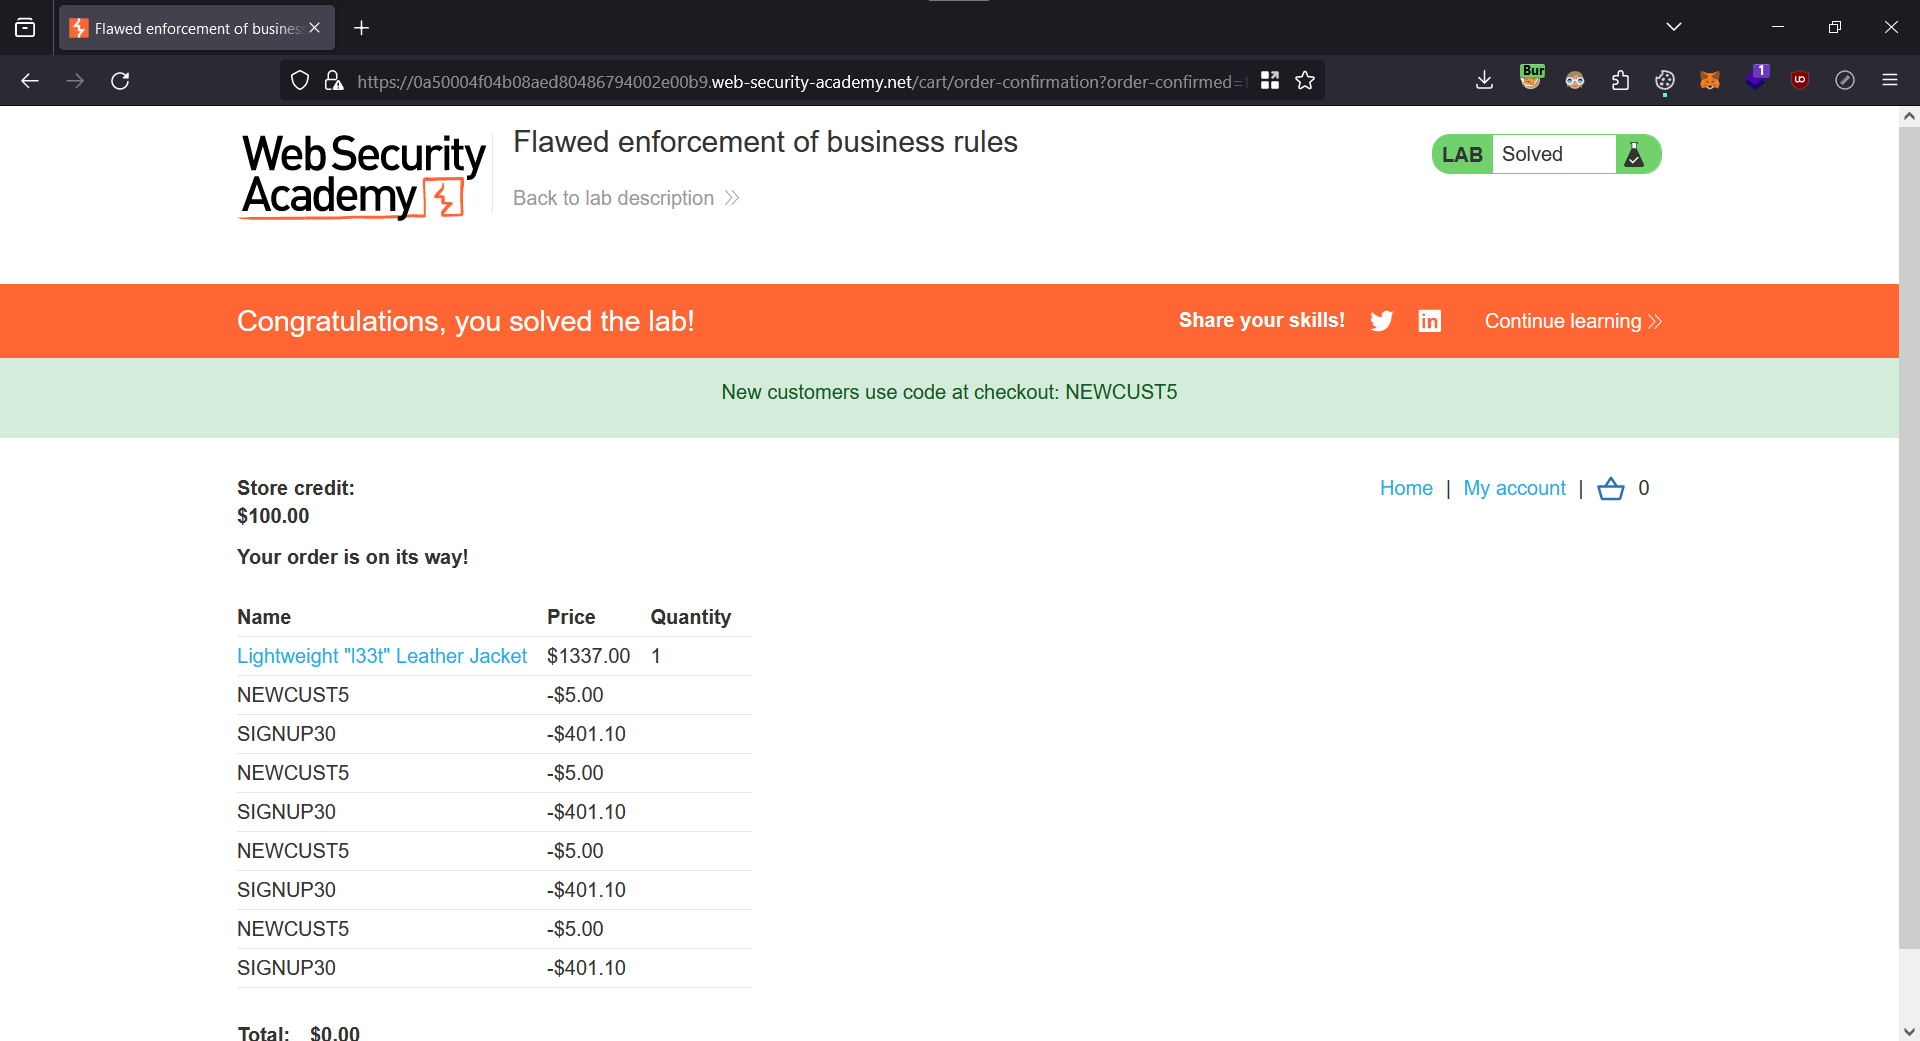 Flawed enforcement of busines
https://0a50004f04b08aed80486794002e00b9.web-security-academy.net/cart/order-confirmation?order-confirmed=t
Bur
1
Web Security
Academy
Flawed enforcement of business rules
Back to lab description
LAB Solved
Congratulations, you solved the lab!
Share your skills!
in
Continue learning
New customers use code at checkout: NEWCUST5
Store credit:
$100.00
Home | My account | 0
Your order is on its way!
Name Price Quantity
Lightweight "l33t" Leather Jacket $1337.00 1
NEWCUST5 -$5.00
SIGNUP30 -$401.10
NEWCUST5 -$5.00
SIGNUP30 -$401.10
NEWCUST5 -$5.00
SIGNUP30 -$401.10
NEWCUST5 -$5.00
SIGNUP30 -$401.10
Total: $0.00